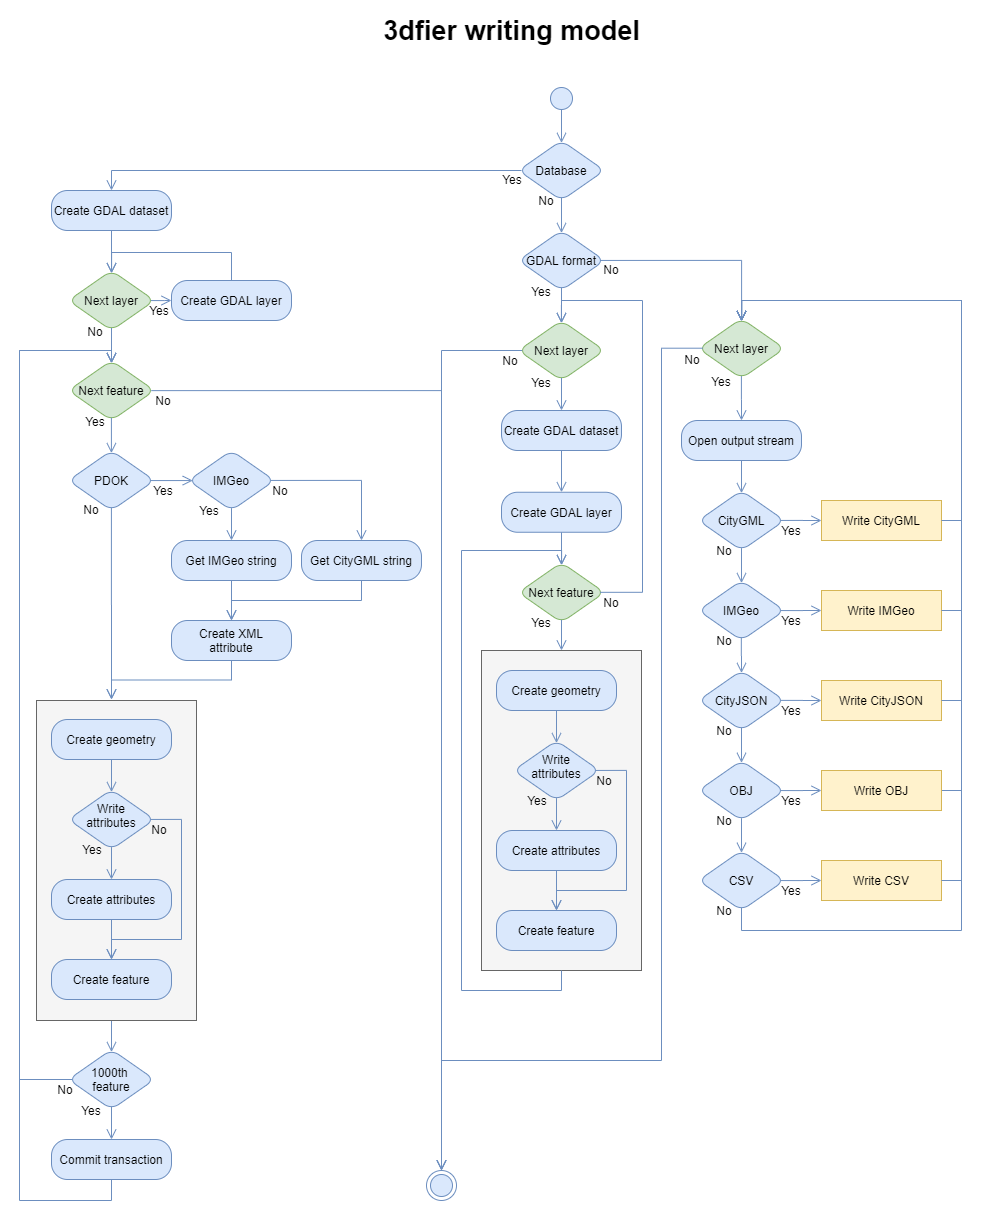 3dfier writing model
Database
Yes
No
Create GDAL dataset
Next layer
Yes
Create GDAL layer
No
Next feature
No
Yes
PDOK
Yes
IMGeo
No
No
Yes
Get IMGeo string
Get CityGML string
Create XML
attribute
Create geometry
Write
attributes
No
Yes
Create attributes
Create feature
1000th
feature
No
Yes
Commit transaction
GDAL format
No
Yes
Next layer
No
Yes
Create GDAL dataset
Create GDAL layer
Next feature
No
Yes
Create geometry
Write
attributes
No
Yes
Create attributes
Create feature
Next layer
No
Yes
Open output stream
CityGML
Yes
Write CityGML
No
IMGeo
Yes
Write IMGeo
No
CityJSON
Yes
Write CityJSON
No
OBJ
Yes
Write OBJ
No
CSV
Yes
Write CSV
No